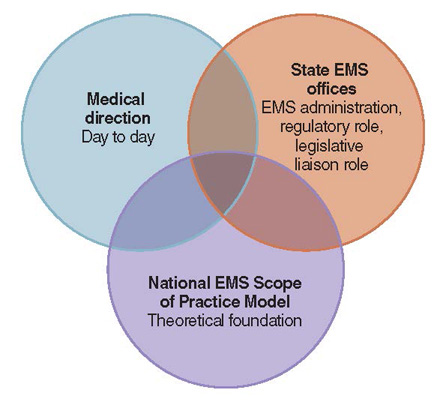 Medical
direction
Day to day
State EMS
offices
EMS administration,
regulatory role,
legislative
liaison role
National EMS Scope
of Practice Model
Theoretical foundation